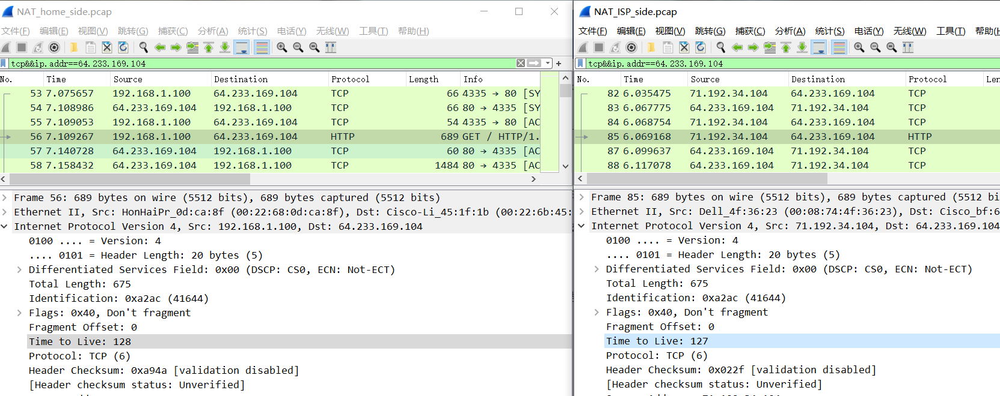 NAT_home_side.pcap
文件(F) 编辑(E) 视图(V) 跳转(G) 捕获(C) 分析(A) 统计(S) 电话(Y) 无线(W) 工具(T) 帮助(H)
tcp&&ip.addr==64.233.169.104
No. Time Source Destination Protocol Length Info
53 7.075657 192.168.1.100 64.233.169.104 TCP 66 4335 → 80 [SY
54 7.108986 64.233.169.104 192.168.1.100 TCP 66 80 → 4335 [SY
55 7.109053 192.168.1.100 64.233.169.104 TCP 54 4335 → 80 [AC
56 7.109267 192.168.1.100 64.233.169.104 HTTP 689 GET / HTTP/1.
57 7.140728 64.233.169.104 192.168.1.100 TCP 60 80 → 4335 [AC
58 7.158432 64.233.169.104 192.168.1.100 TCP 1484 80 → 4335 [AC
Frame 56: 689 bytes on wire (5512 bits), 689 bytes captured (5512 bits)
Ethernet II, Src: HonHaiPr_0d:ca:8f (00:22:68:0d:ca:8f), Dst: Cisco-Li_45:1f:1b (00:22:6b:45:
Internet Protocol Version 4, Src: 192.168.1.100, Dst: 64.233.169.104
0100 .... = Version: 4
.... 0101 = Header Length: 20 bytes (5)
Differentiated Services Field: 0x00 (DSCP: CS0, ECN: Not-ECT)
Total Length: 675
Identification: 0xa2ac (41644)
Flags: 0x40, Don't fragment
Fragment Offset: 0
Time to Live: 128
Protocol: TCP (6)
Header Checksum: 0xa94a [validation disabled]
[Header checksum status: Unverified]
NAT_ISP_side.pcap
文件(F) 编辑(E) 视图(V) 跳转(G) 捕获(C) 分析(A) 统计(S) 电话(Y) 无线(W) 工具(T) 帮助(H
tcp&&ip.addr==64.233.169.104
No. Time Source Destination Protocol Len
82 6.035475 71.192.34.104 64.233.169.104 TCP
83 6.067775 64.233.169.104 71.192.34.104 TCP
84 6.068754 71.192.34.104 64.233.169.104 TCP
85 6.069168 71.192.34.104 64.233.169.104 HTTP
87 6.099637 64.233.169.104 71.192.34.104 TCP
88 6.117078 64.233.169.104 71.192.34.104 TCP
Frame 85: 689 bytes on wire (5512 bits), 689 bytes captured (5512 bi
Ethernet II, Src: Dell_4f:36:23 (00:08:74:4f:36:23), Dst: Cisco_bf:6
Internet Protocol Version 4, Src: 71.192.34.104, Dst: 64.233.169.104
0100 .... = Version: 4
.... 0101 = Header Length: 20 bytes (5)
Differentiated Services Field: 0x00 (DSCP: CS0, ECN: Not-ECT)
Total Length: 675
Identification: 0xa2ac (41644)
Flags: 0x40, Don't fragment
Fragment Offset: 0
Time to Live: 127
Protocol: TCP (6)
Header Checksum: 0x022f [validation disabled]
[Header checksum status: Unverified]